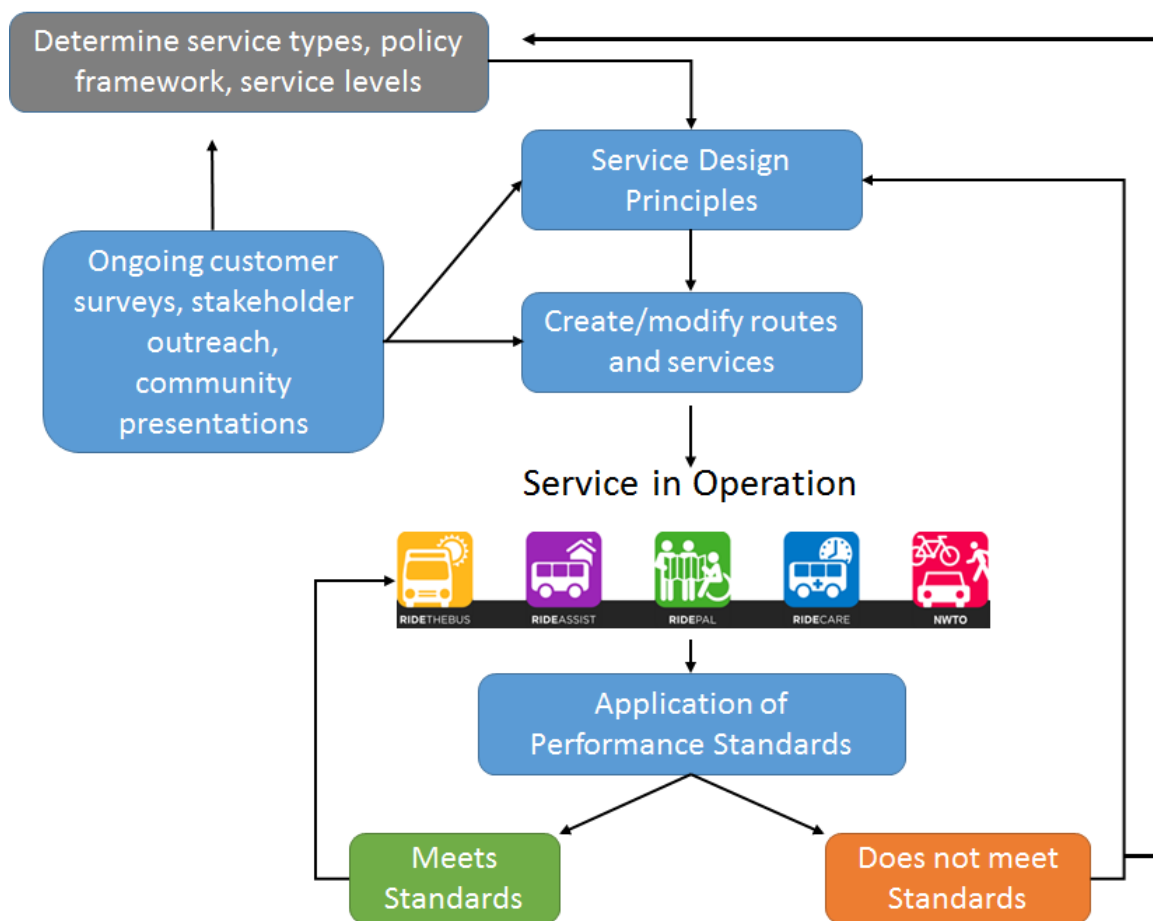 Determine service types, policy
framework, service levels
Service Design
Principles
Ongoing customer
surveys, stakeholder
outreach,
community
presentations
Create/modify routes
and services
Service in Operation
RIDETHEBUS
RIDEASSIST
RIDEPAL
RIDECARE
NWTO
Application of
Performance Standards
Meets
Standards
Does not meet
Standards